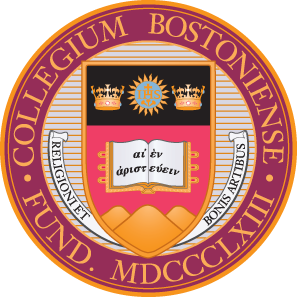 · COLLEGIUM BOSTONIENSE ·
αἰὲν
ἀριστεύειν
RELIGIONI ET
BONIS ARTIBUS
FUND. MDCCCLXIII